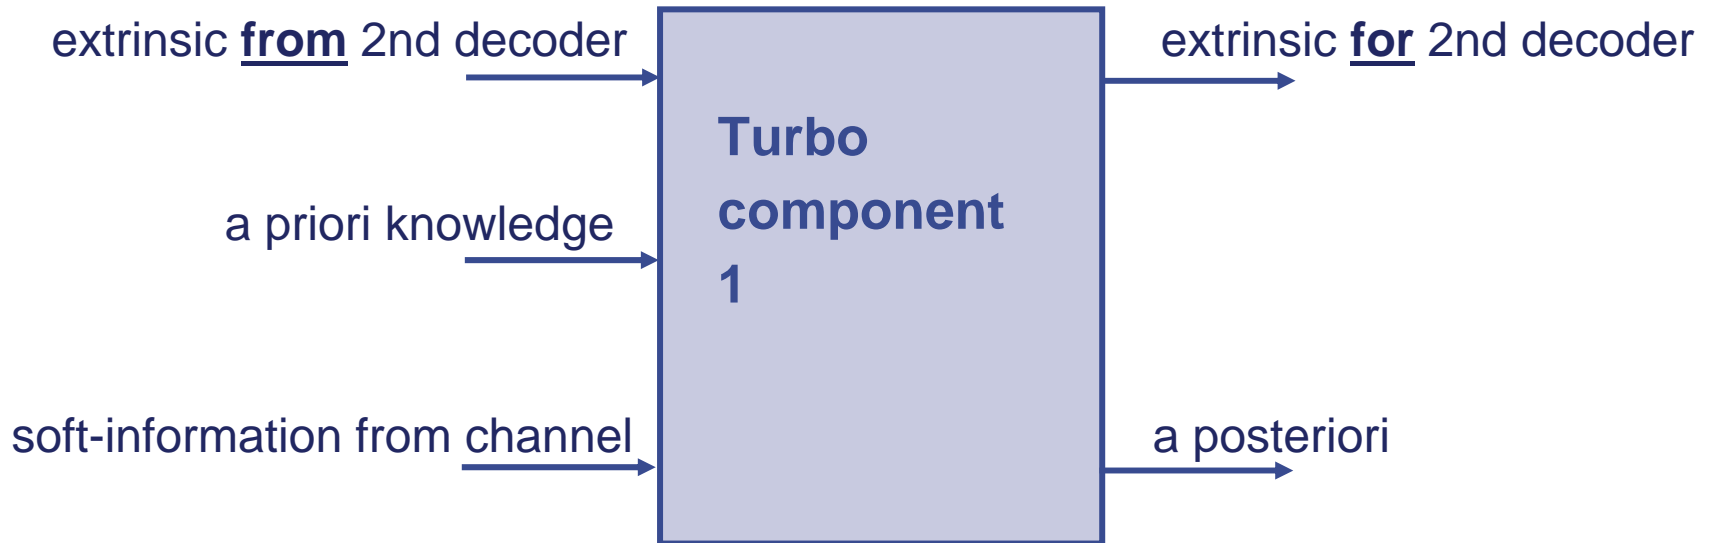 extrinsic from 2nd decoder
extrinsic for 2nd decoder
Turbo
component
1
a priori knowledge
soft-information from channel
a posteriori